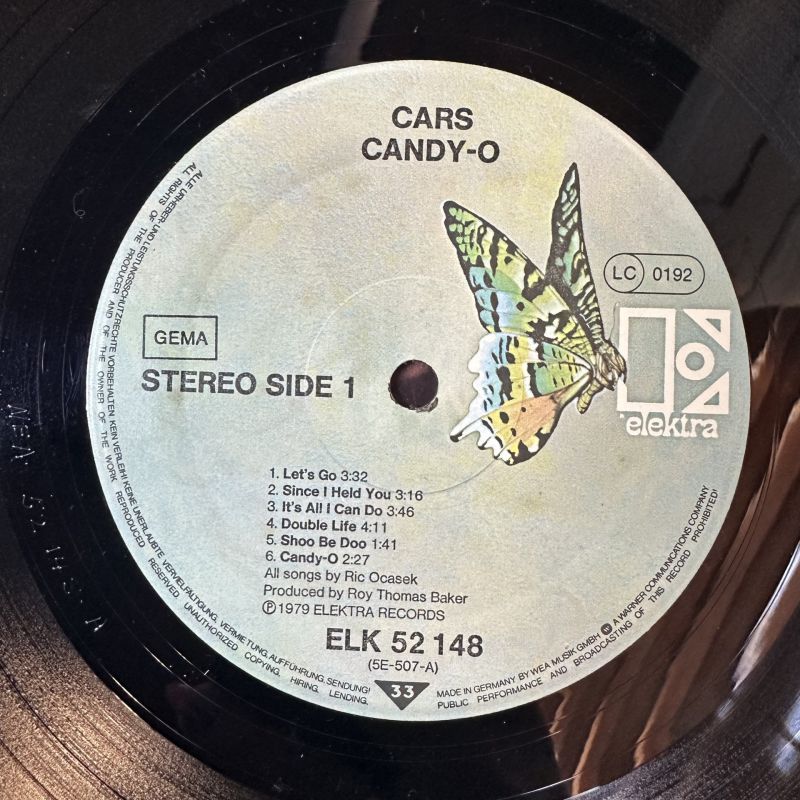 CARS
CANDY-O
LC 0192
GEMA
elektra
STEREO SIDE 1
1. Let's Go 3:32
2. Since I Held You 3:16
3. It's All I Can Do 3:46
4. Double Life 4:11
5. Shoo Be Doo 1:41
6. Candy-O 2:27
All songs by Ric Ocasek
Produced by Roy Thomas Baker
Ⓟ1979 ELEKTRA RECORDS
ELK 52 148
(5E-507-A)
33
ALLE URHEBER- UND LEISTUNGSSCHUTZRECHTE VORBEHALTEN. KEIN VERLEIH! KEINE UNERLAUBTE VERVIELFÄLTIGUNG, VERMIETUNG, AUFFÜHRUNG, SENDUNG!
ALL RIGHTS OF THE PRODUCER AND OF THE OWNER OF THE WORK REPRODUCED RESERVED. UNAUTHORIZED COPYING, HIRING, LENDING,
MADE IN GERMANY BY WEA MUSIK GMBH A WARNER COMMUNICATIONS COMPANY
PUBLIC PERFORMANCE AND BROADCASTING OF THIS RECORD PROHIBITED!